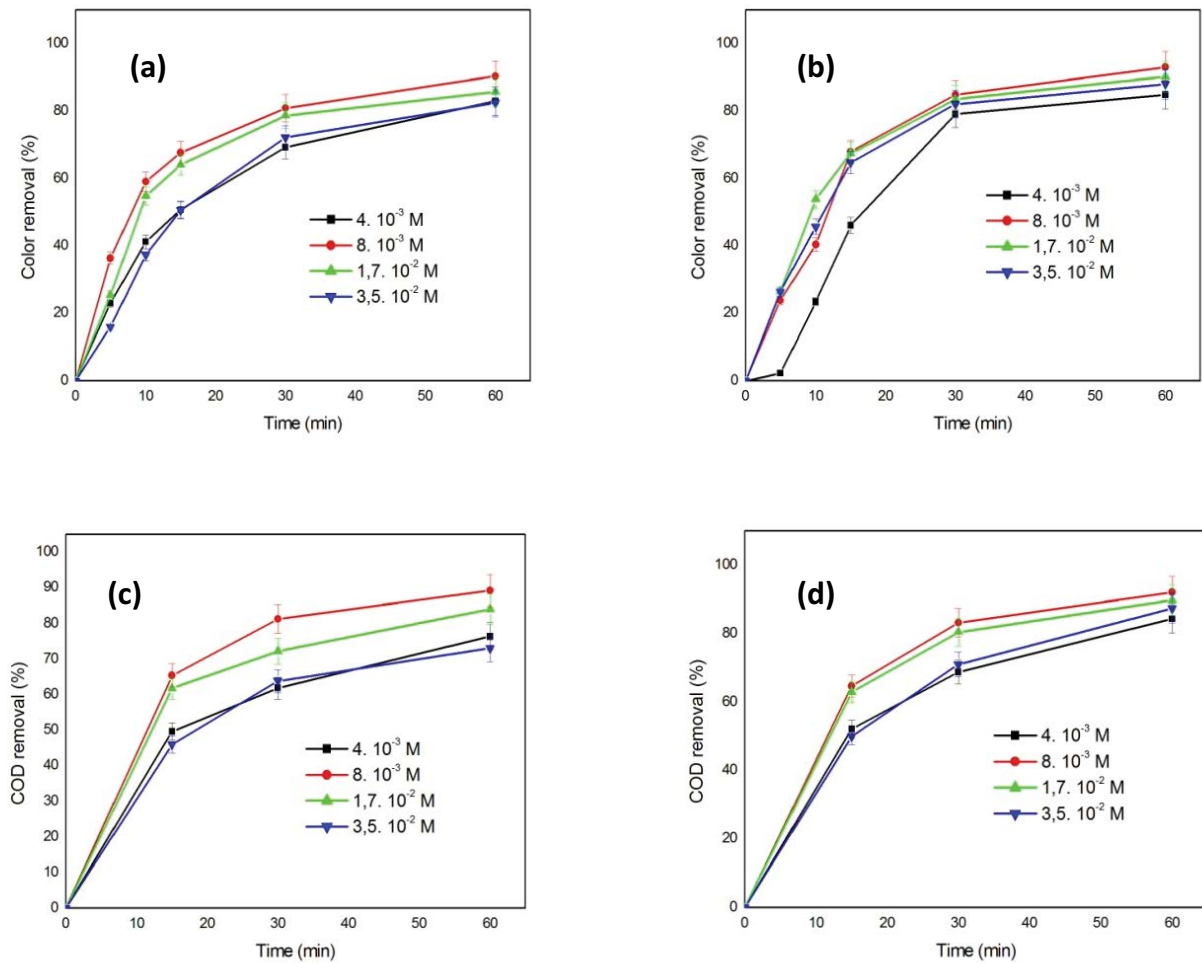 (a)
Color removal (%)
100
80
60
40
20
0
4. 10⁻³ M
8. 10⁻³ M
1,7. 10⁻² M
3,5. 10⁻² M
0 10 20 30 40 50 60
Time (min)
(b)
Color removal (%)
100
80
60
40
20
0
4. 10⁻³ M
8. 10⁻³ M
1,7. 10⁻² M
3,5. 10⁻² M
0 10 20 30 40 50 60
Time (min)
(c)
COD removal (%)
100
90
80
70
60
50
40
30
20
10
0
4. 10⁻³ M
8. 10⁻³ M
1,7. 10⁻² M
3,5. 10⁻² M
0 10 20 30 40 50 60
Time (min)
(d)
COD removal (%)
100
80
60
40
20
0
4. 10⁻³ M
8. 10⁻³ M
1,7. 10⁻² M
3,5. 10⁻² M
0 10 20 30 40 50 60
Time (min)